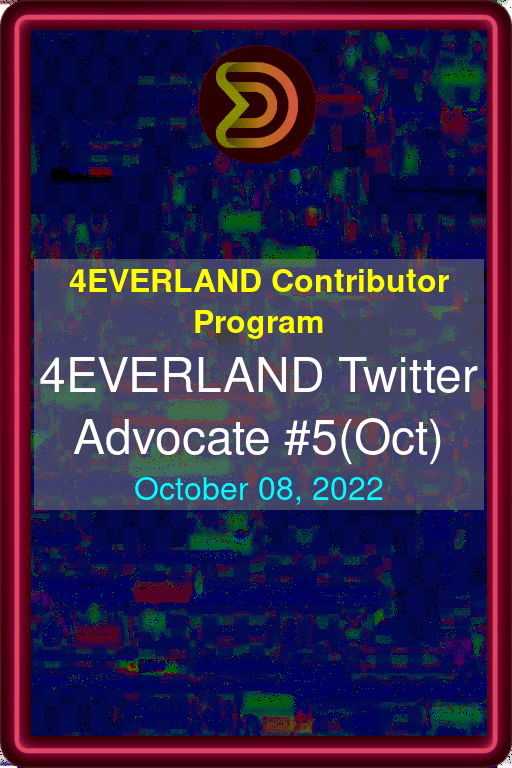 4EVERLAND Contributor
Program
4EVERLAND Twitter
Advocate #5(Oct)
October 08, 2022